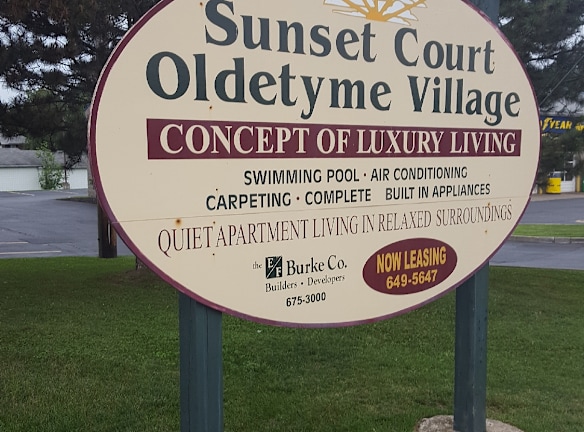 Sunset Court
Oldetyme Village
CONCEPT OF LUXURY LIVING
SWIMMING POOL · AIR CONDITIONING
CARPETING · COMPLETE BUILT IN APPLIANCES
QUIET APARTMENT LIVING IN RELAXED SURROUNDINGS
the E/F Burke Co.
Builders · Developers
675-3000
NOW LEASING
649-5647